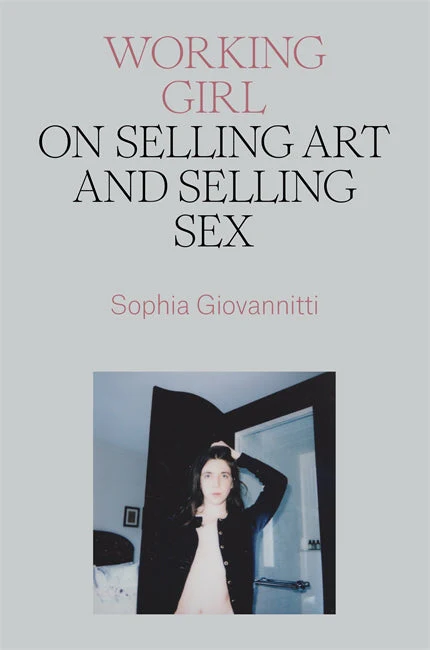 WORKING
GIRL
ON SELLING ART
AND SELLING
SEX
Sophia Giovannitti